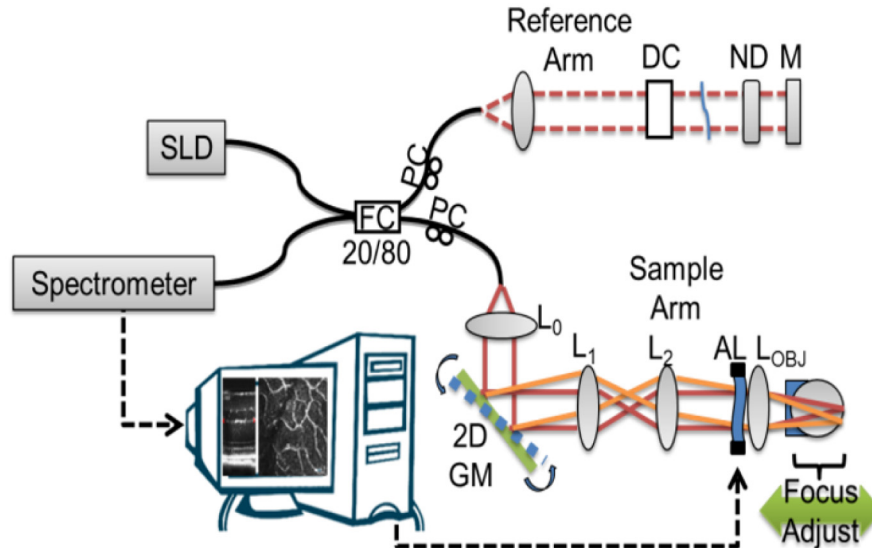 Reference
Arm
DC
ND
M
SLD
PC
FC
PC
20/80
Spectrometer
Sample
Arm
L0
L1
L2
AL
LOBJ
2D
GM
Focus
Adjust